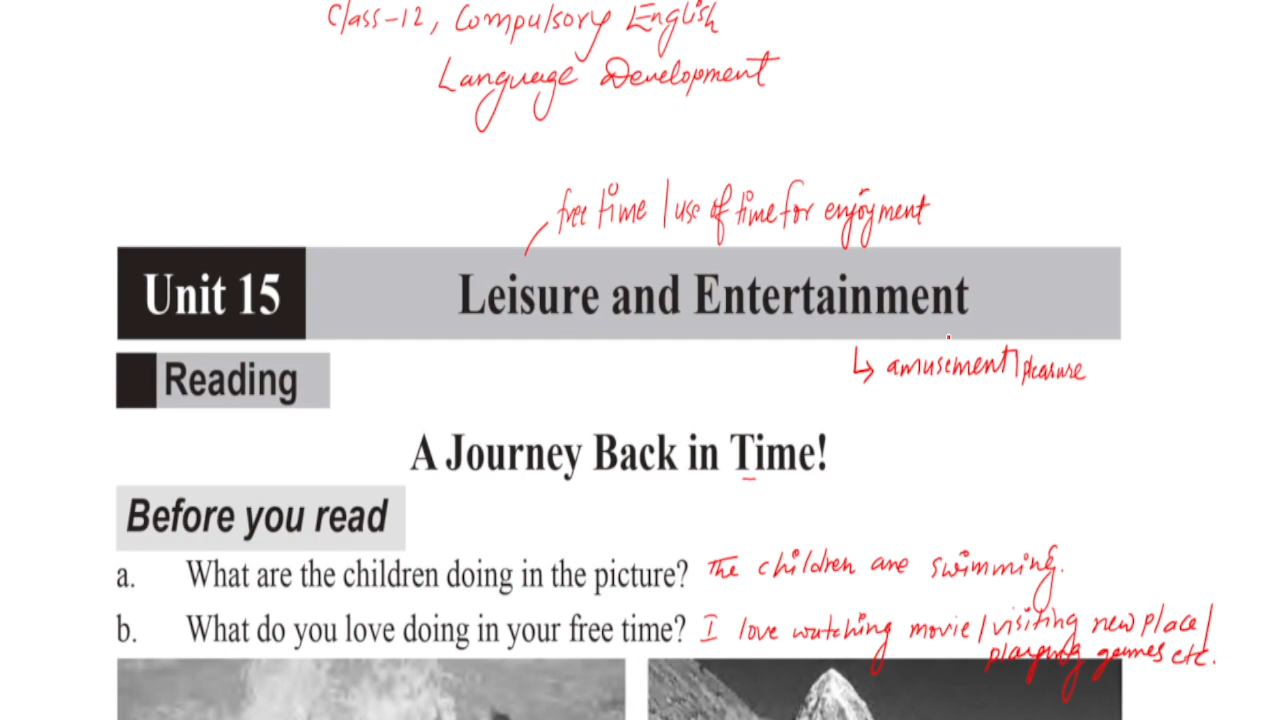 Class-12, Compulsory English
Language Development
free time / use of time for enjoyment
Unit 15 Leisure and Entertainment
↳ amusement / pleasure
Reading
A Journey Back in Time!
Before you read
a. What are the children doing in the picture? The children are swimming.
b. What do you love doing in your free time? I love watching movie / visiting new place /
playing games etc.